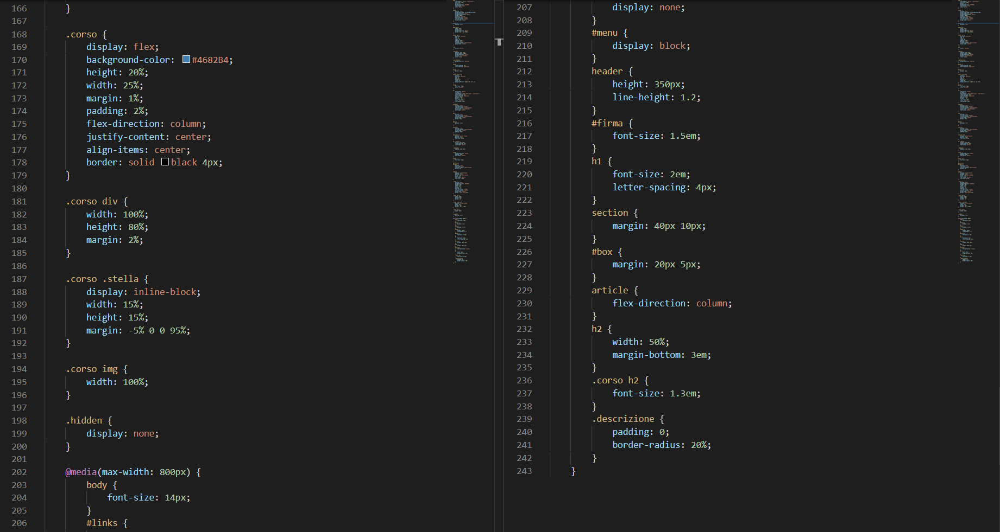 166 }
167
168 .corso {
169 display: flex;
170 background-color: #4682B4;
171 height: 20%;
172 width: 25%;
173 margin: 1%;
174 padding: 2%;
175 flex-direction: column;
176 justify-content: center;
177 align-items: center;
178 border: solid black 4px;
179 }
180
181 .corso div {
182 width: 100%;
183 height: 80%;
184 margin: 2%;
185 }
186
187 .corso .stella {
188 display: inline-block;
189 width: 15%;
190 height: 15%;
191 margin: -5% 0 0 95%;
192 }
193
194 .corso img {
195 width: 100%;
196 }
197
198 .hidden {
199 display: none;
200 }
201
202 @media(max-width: 800px) {
203 body {
204 font-size: 14px;
205 }
206 #links {
207 display: none;
208 }
209 #menu {
210 display: block;
211 }
212 header {
213 height: 350px;
214 line-height: 1.2;
215 }
216 #firma {
217 font-size: 1.5em;
218 }
219 h1 {
220 font-size: 2em;
221 letter-spacing: 4px;
222 }
223 section {
224 margin: 40px 10px;
225 }
226 #box {
227 margin: 20px 5px;
228 }
229 article {
230 flex-direction: column;
231 }
232 h2 {
233 width: 50%;
234 margin-bottom: 3em;
235 }
236 .corso h2 {
237 font-size: 1.3em;
238 }
239 .descrizione {
240 padding: 0;
241 border-radius: 20%;
242 }
243 }